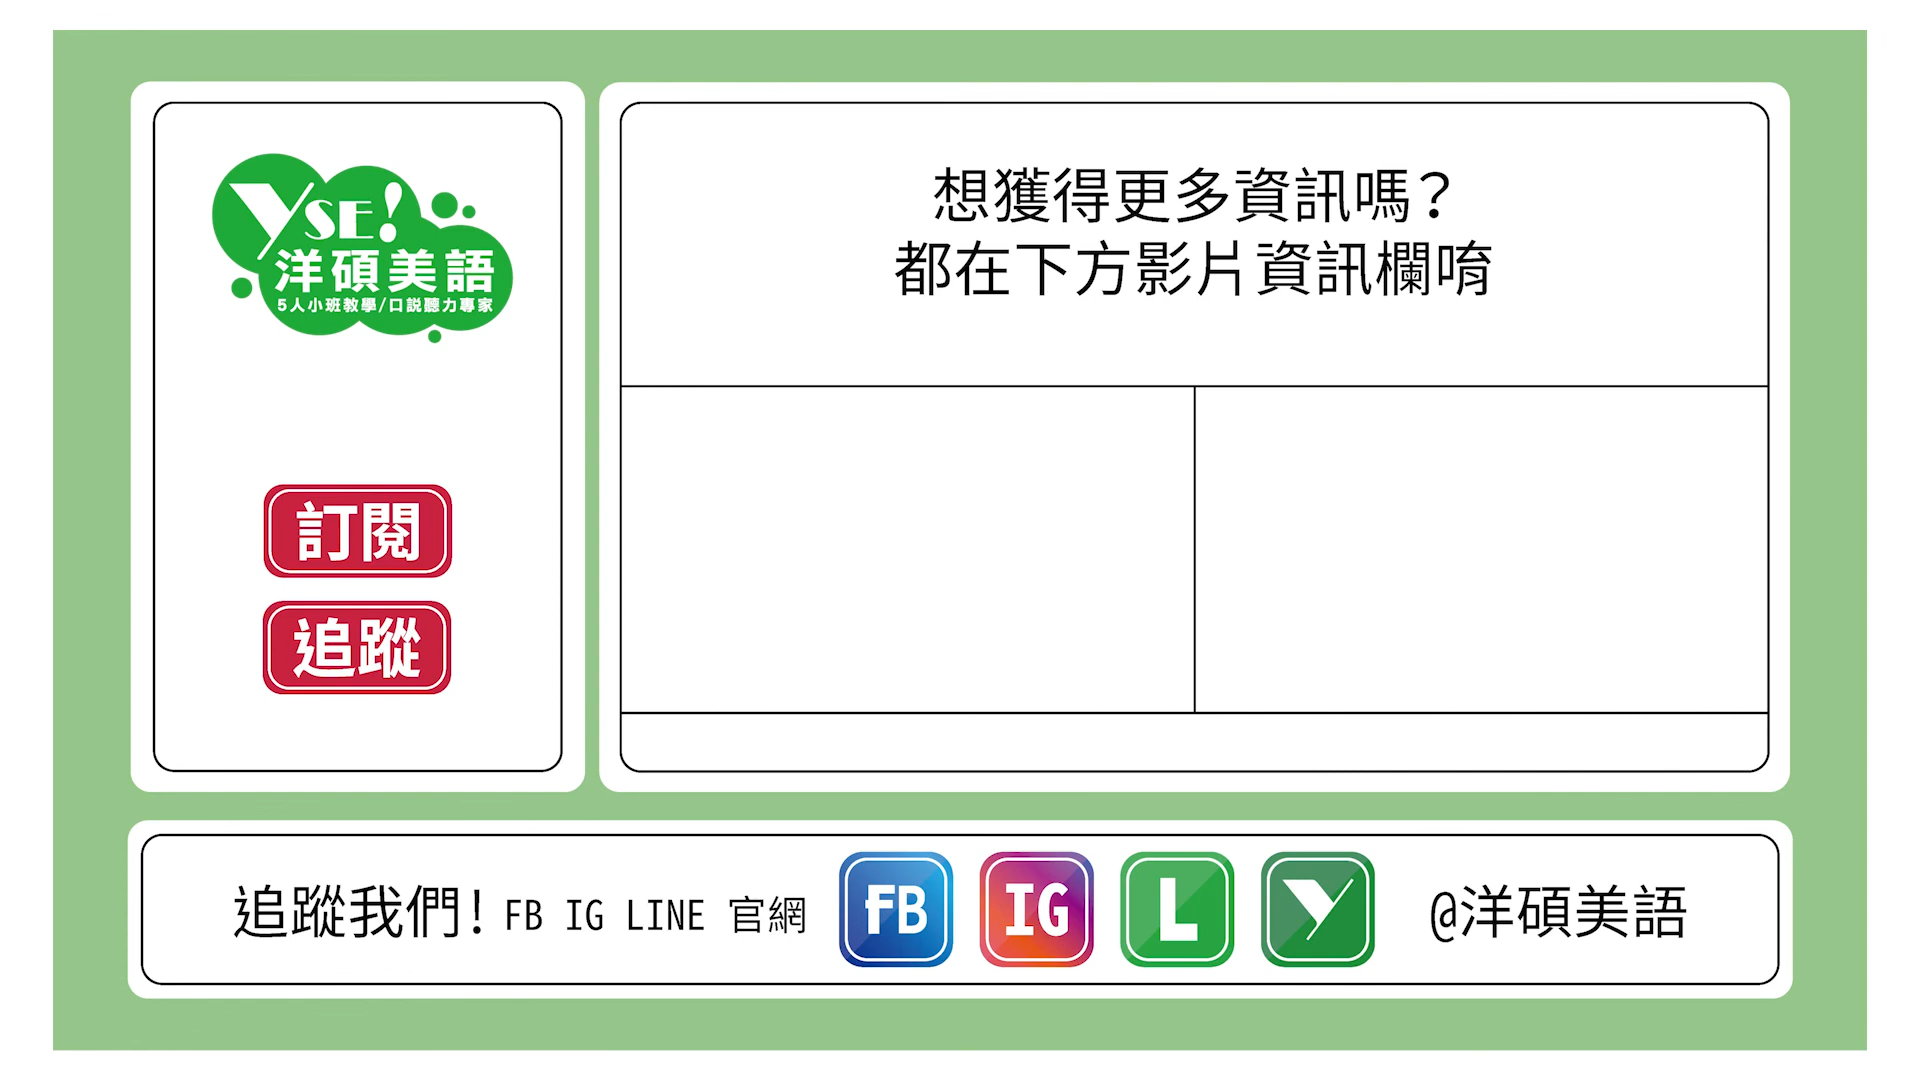 YSE!
洋碩美語
5人小班教學/口説聽力專家
訂閱
追蹤
想獲得更多資訊嗎？
都在下方影片資訊欄唷
追蹤我們! FB IG LINE 官網
FB
IG
L
Y
@洋碩美語